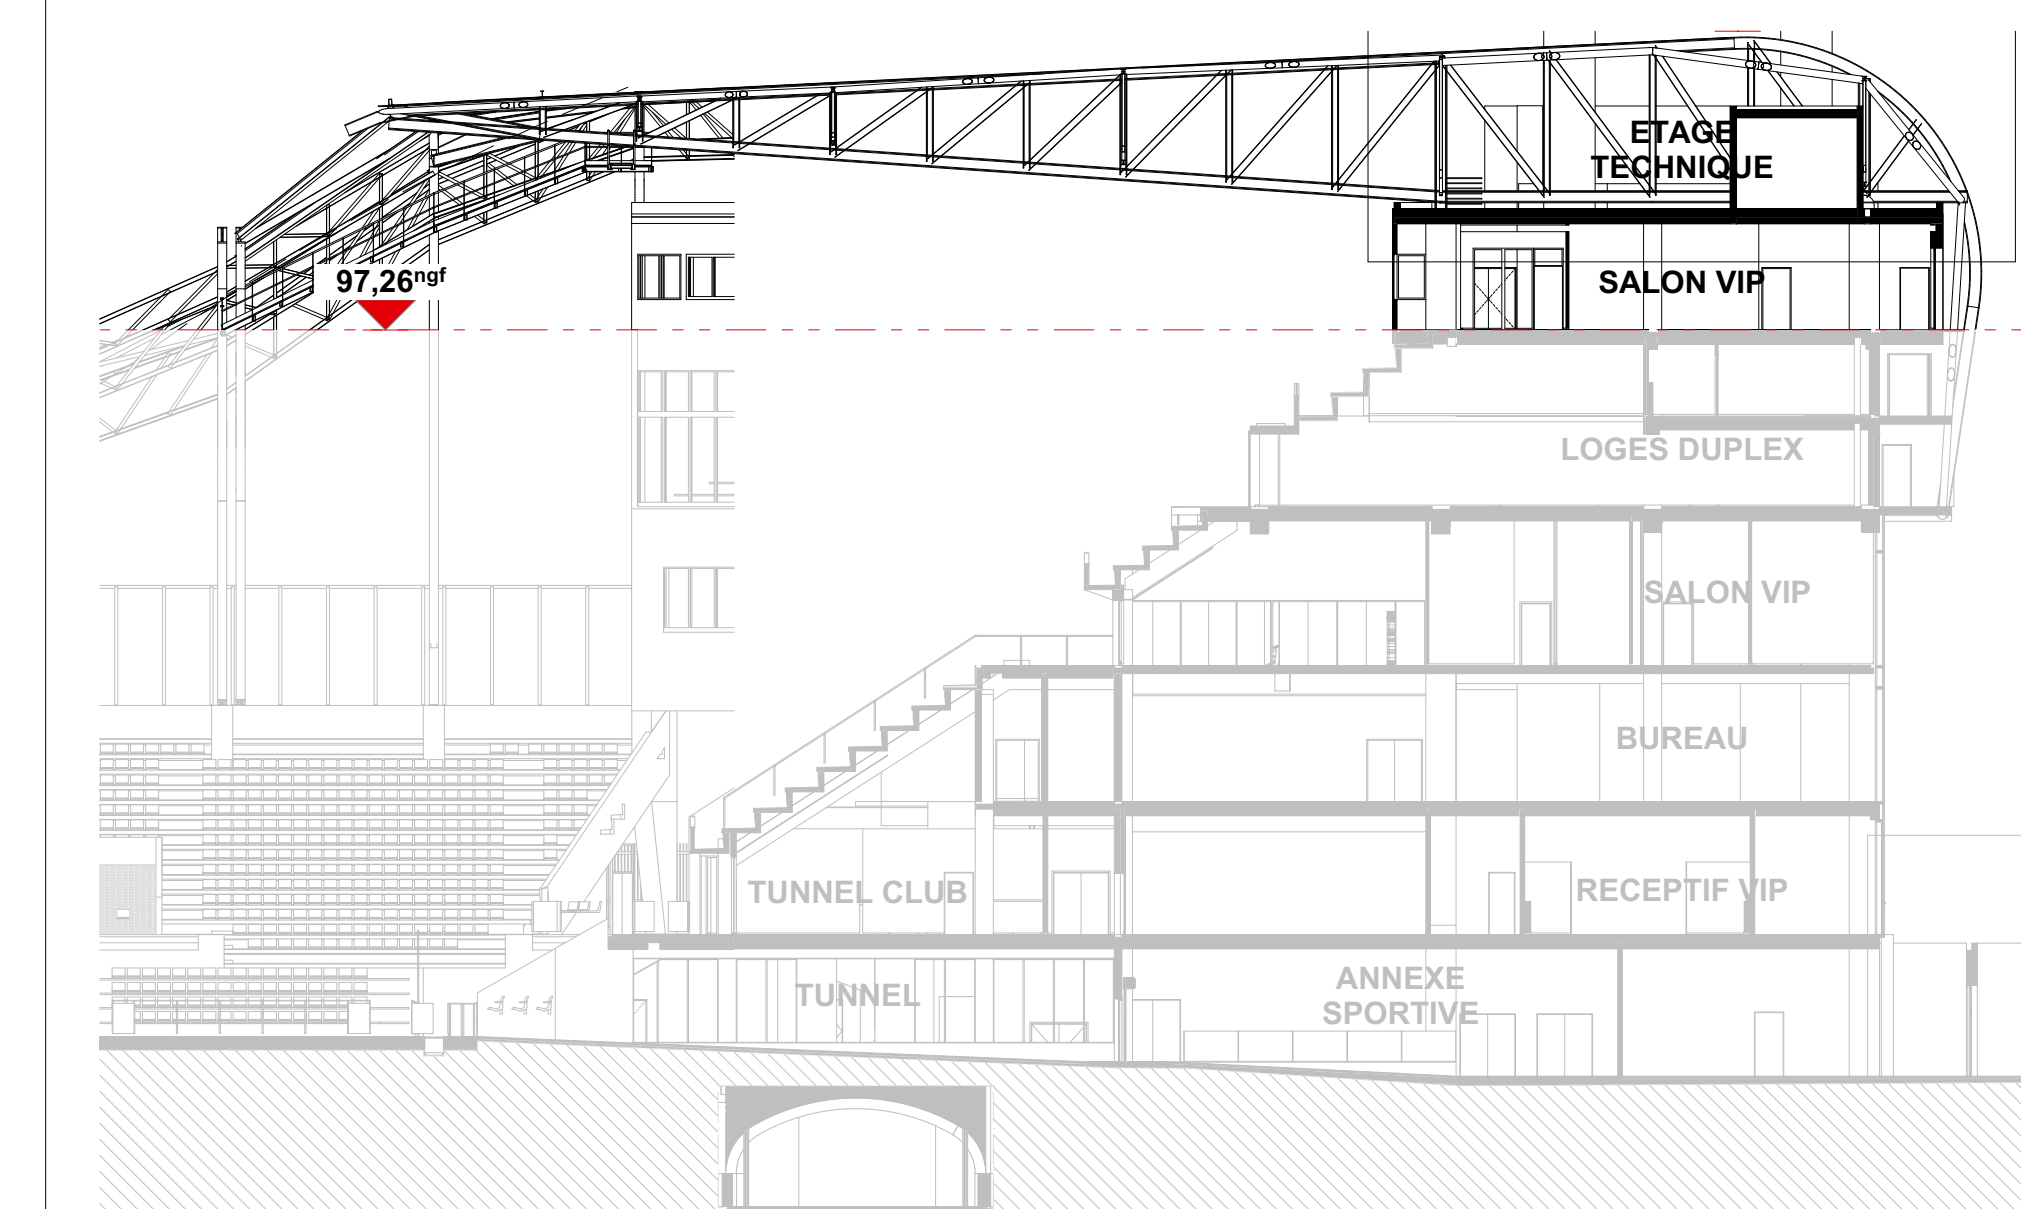 ETAGE
TECHNIQUE
97,26ngf
SALON VIP
LOGES DUPLEX
SALON VIP
BUREAU
TUNNEL CLUB
RECEPTIF VIP
TUNNEL
ANNEXE
SPORTIVE